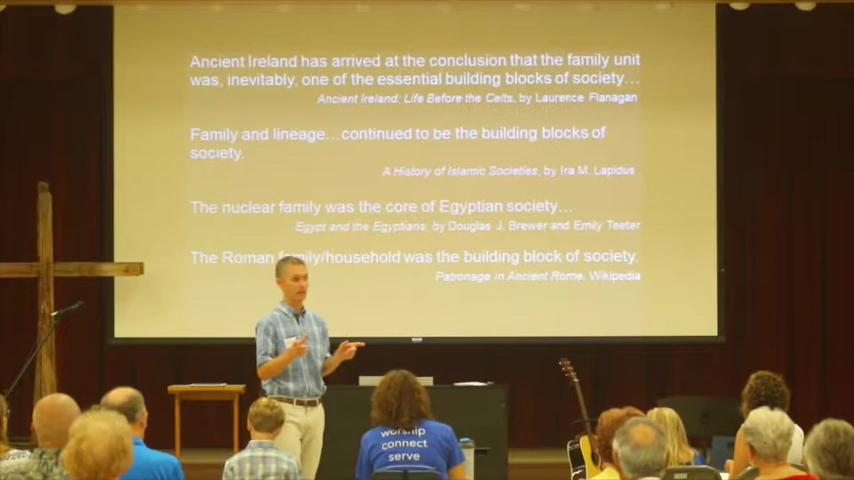 Ancient Ireland has arrived at the conclusion that the family unit
was, inevitably, one of the essential building blocks of society…
Ancient Ireland: Life Before the Celts, by Laurence Flanagan
Family and lineage…continued to be the building blocks of
society.
A History of Islamic Societies, by Ira M. Lapidus
The nuclear family was the core of Egyptian society…
Egypt and the Egyptians, by Douglas J. Brewer and Emily Teeter
The Roman family/household was the building block of society.
Patronage in Ancient Rome, Wikipedia
worship
connect
serve